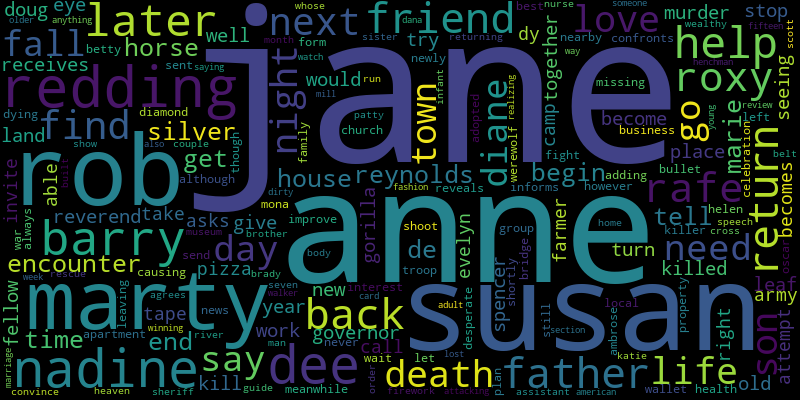 doug eye later next friend love murder stop
whose best nurse someone
anything dana older
betty horse well form sister returning try dy nearby confronts wealthy scott
fall receives sent saying month watch newly way help seeing
redding night jane town diane together camp missing roxy
dying diamond run infant realizing werewolf become henchman
find silver mill patty adopted business go marie young review
land show also couple church fight place left celebration belt
rob get though family would de begin bullet return becomes
able although house reynolds adding rafe
invite built dirty gorilla reveals informs however helen speech
reverend take asks give mona fashion anne home tell killer cross
always war barry day improve brother shoot group farmer need oscar
museum send body evelyn turn
encounter causing pizza brady troop spencer shortly bridge killed son leaf
week rescue agrees seven interest
fellow leaving marty tape news walker new back card adult susan local property army
winning year governor desperate still ambrose right attempt
time apartment river work man never call lost section
marriage end say dee wait let death plan father katie life
nadine order
convince heaven sheriff kill guide meanwhile firework attacking assistant american wallet health old